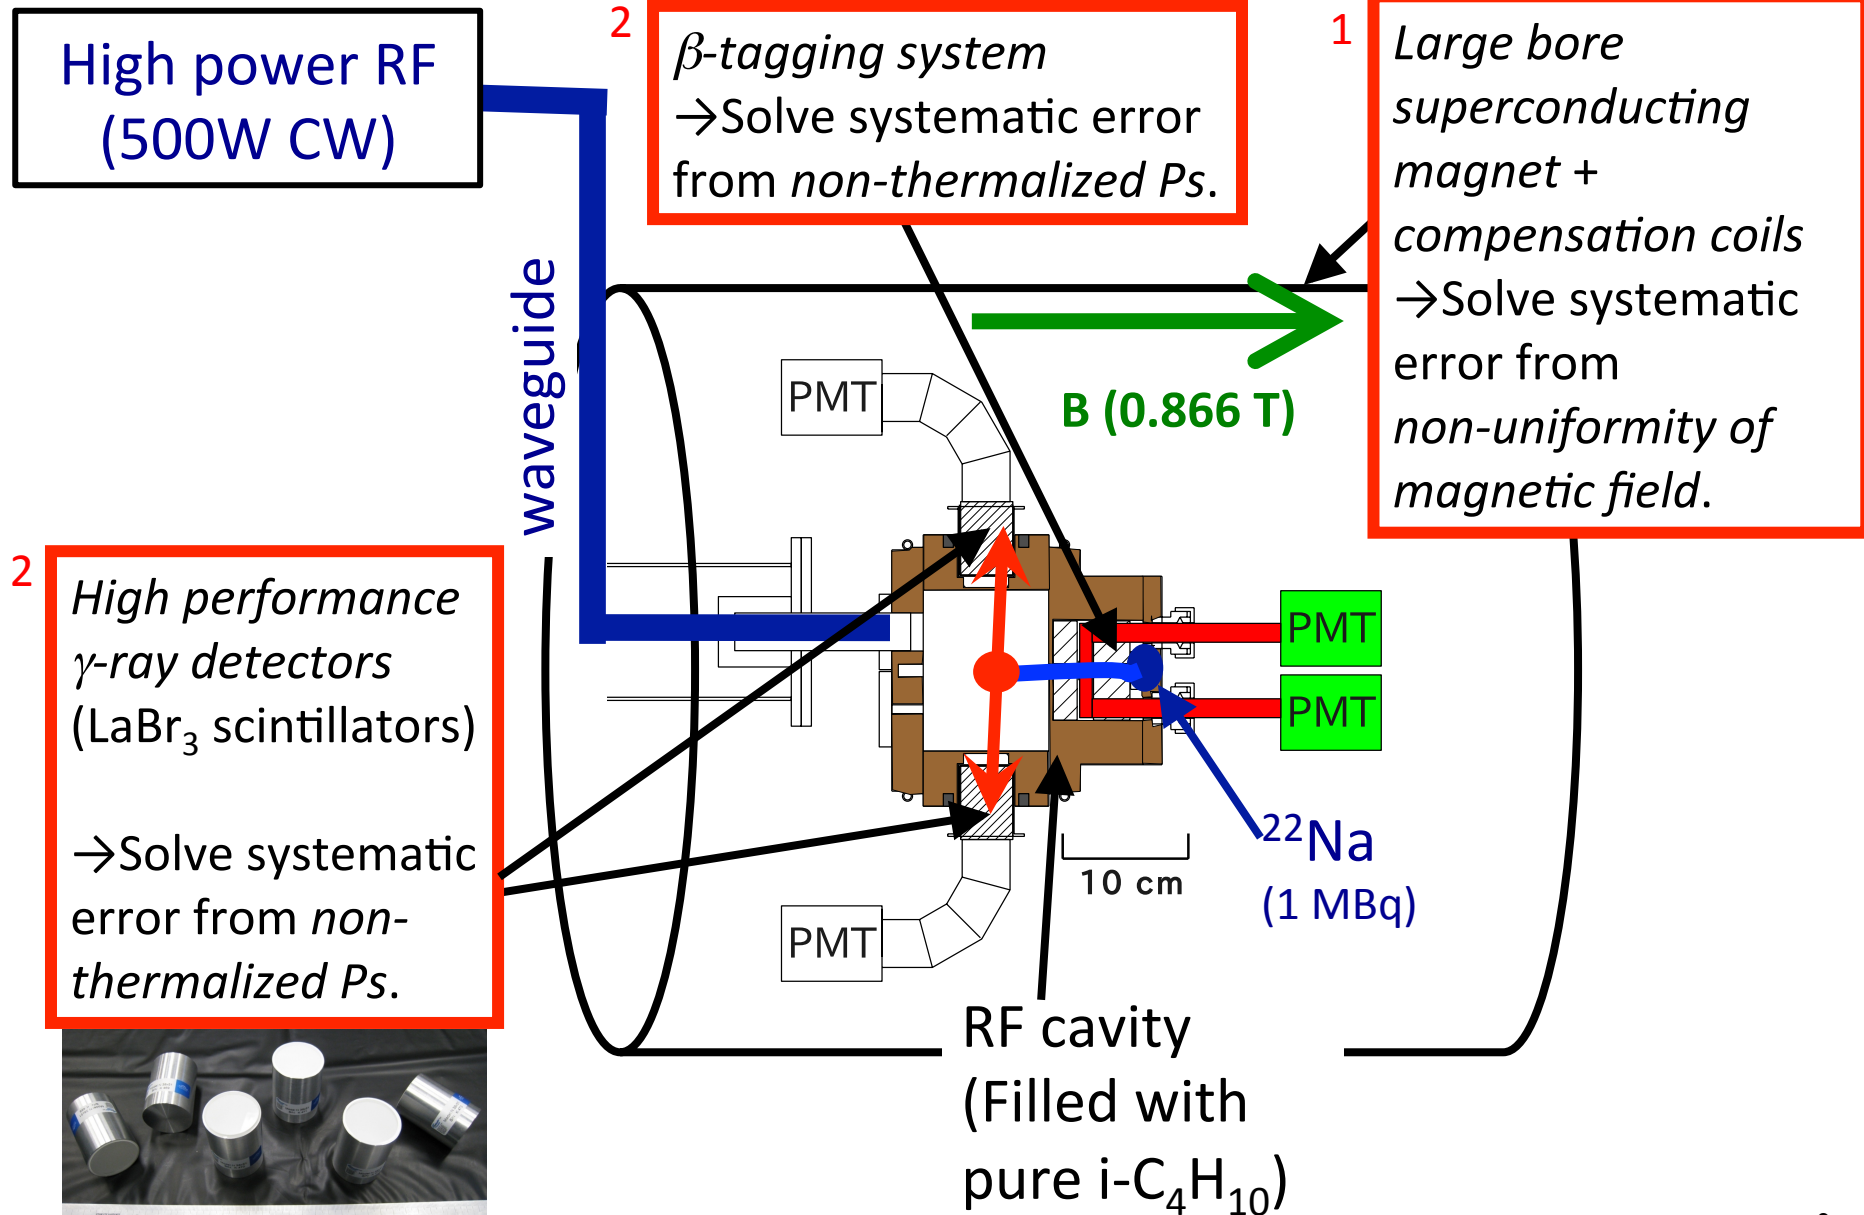 High power RF
(500W CW)
2
β-tagging system
→Solve systematic error
from non-thermalized Ps.
1
Large bore
superconducting
magnet +
compensation coils
→Solve systematic
error from
non-uniformity of
magnetic field.
waveguide
PMT
B (0.866 T)
2
High performance
γ-ray detectors
(LaBr₃ scintillators)
→Solve systematic
error from non-
thermalized Ps.
PMT
PMT
²²Na
(1 MBq)
10 cm
PMT
RF cavity
(Filled with
pure i-C₄H₁₀)